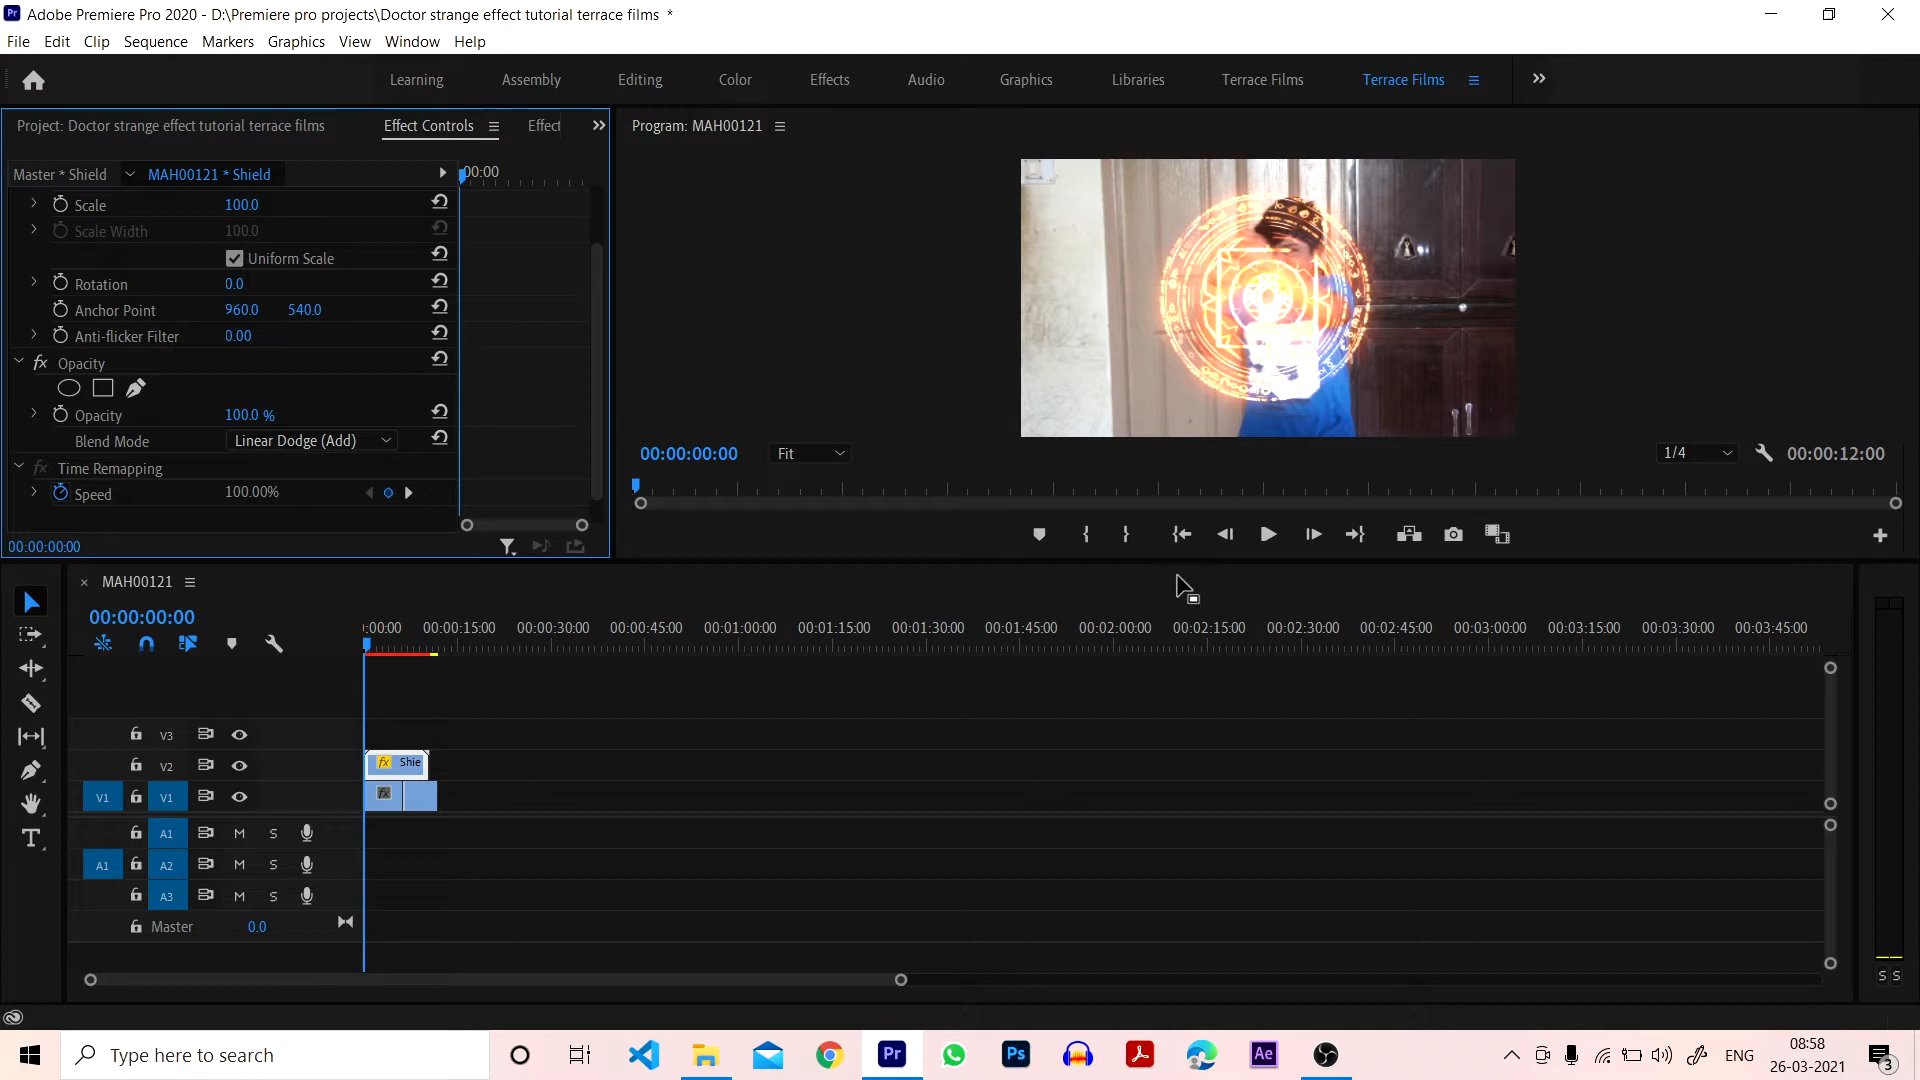 Adobe Premiere Pro 2020 - D:\Premiere pro projects\Doctor strange effect tutorial terrace films *
File Edit Clip Sequence Markers Graphics View Window Help
Learning Assembly Editing Color Effects Audio Graphics Libraries Terrace Films Terrace Films
Project: Doctor strange effect tutorial terrace films Effect Controls Effect
Program: MAH00121
Master * Shield MAH00121 * Shield
:00:00
Scale 100.0
Scale Width 100.0
Uniform Scale
Rotation 0.0
Anchor Point 960.0 540.0
Anti-flicker Filter 0.00
fx Opacity
Opacity 100.0 %
Blend Mode Linear Dodge (Add)
fx Time Remapping
Speed 100.00%
00:00:00:00
00:00:00:00 Fit 1/4 00:00:12:00
MAH00121
00:00:00:00
:00:00 00:00:15:00 00:00:30:00 00:00:45:00 00:01:00:00 00:01:15:00 00:01:30:00 00:01:45:00 00:02:00:00 00:02:15:00 00:02:30:00 00:02:45:00 00:03:00:00 00:03:15:00 00:03:30:00 00:03:45:00
V3
V2 fx Shie
V1 V1 fx
A1 M S
A1 A2 M S
A3 M S
Master 0.0
S S
Type here to search
Pr
Ps
Ae
ENG
08:58
26-03-2021
3